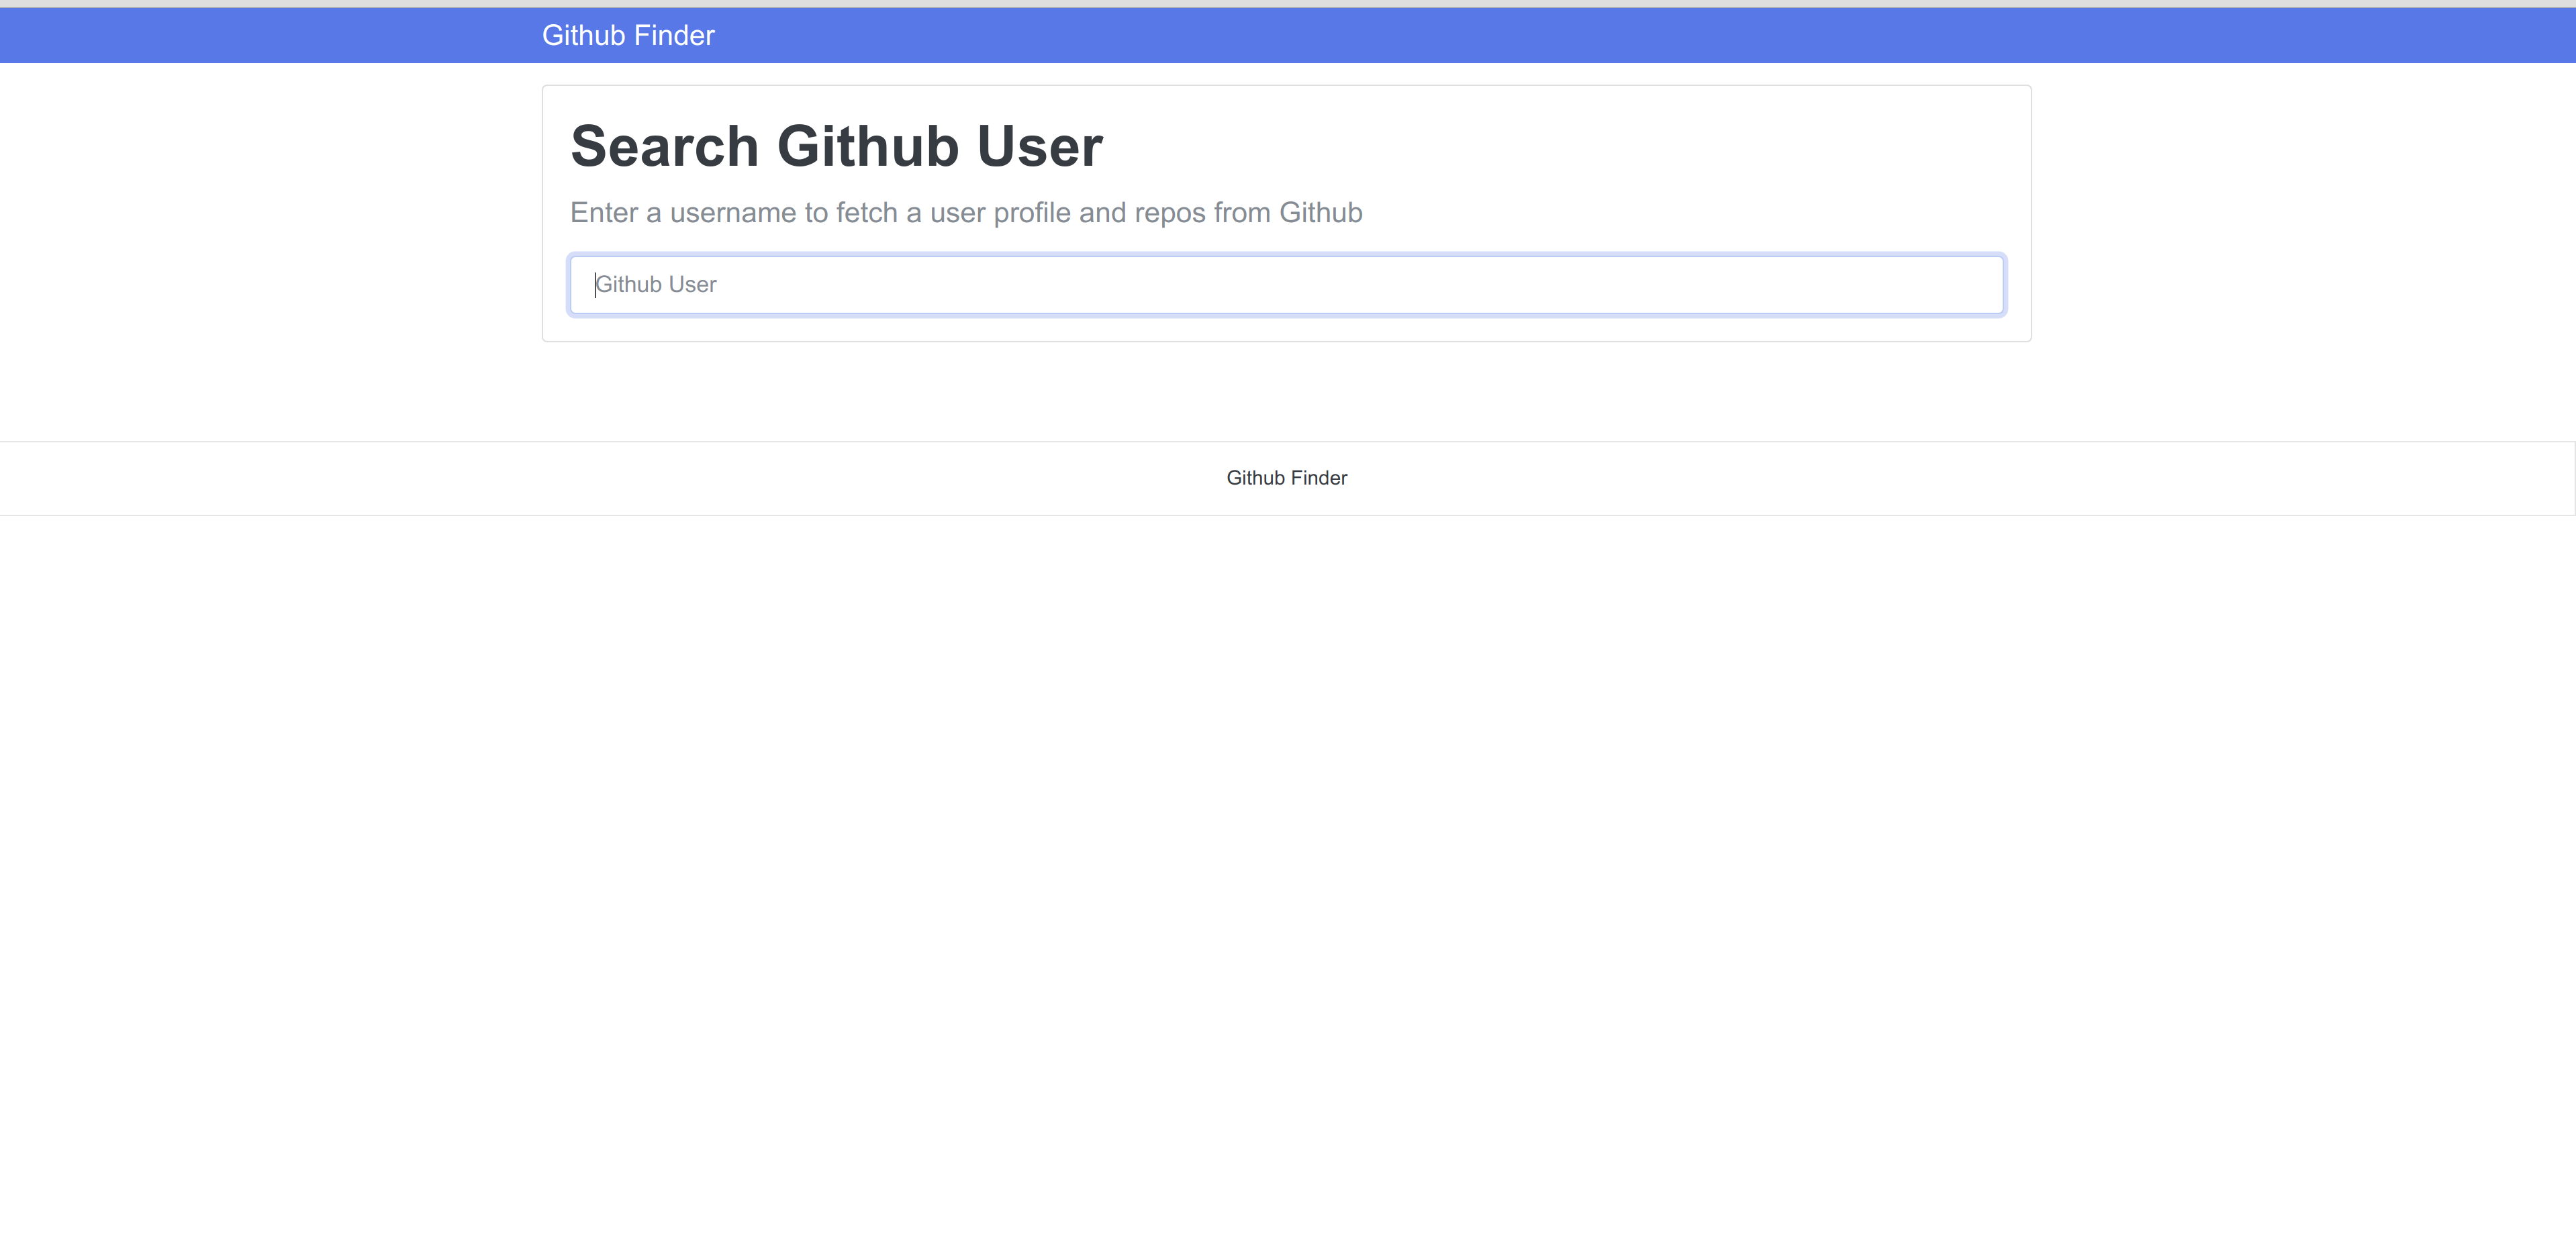 Github Finder
Search Github User
Enter a username to fetch a user profile and repos from Github
Github User
Github Finder